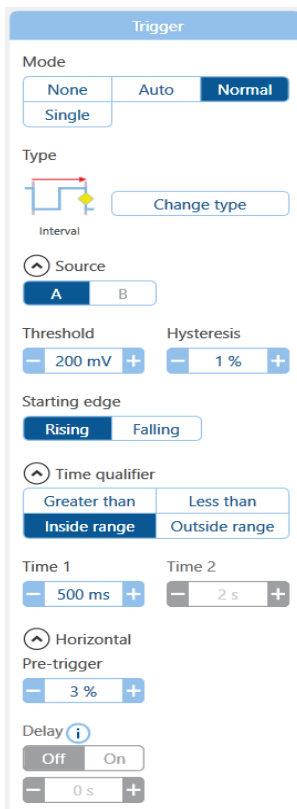 Trigger
Mode
None Auto Normal
Single
Type
Interval
Change type
Source
A B
Threshold Hysteresis
− 200 mV + − 1 % +
Starting edge
Rising Falling
Time qualifier
Greater than Less than
Inside range Outside range
Time 1 Time 2
− 500 ms + − 2 s +
Horizontal
Pre-trigger
− 3 % +
Delay i
Off On
− 0 s +